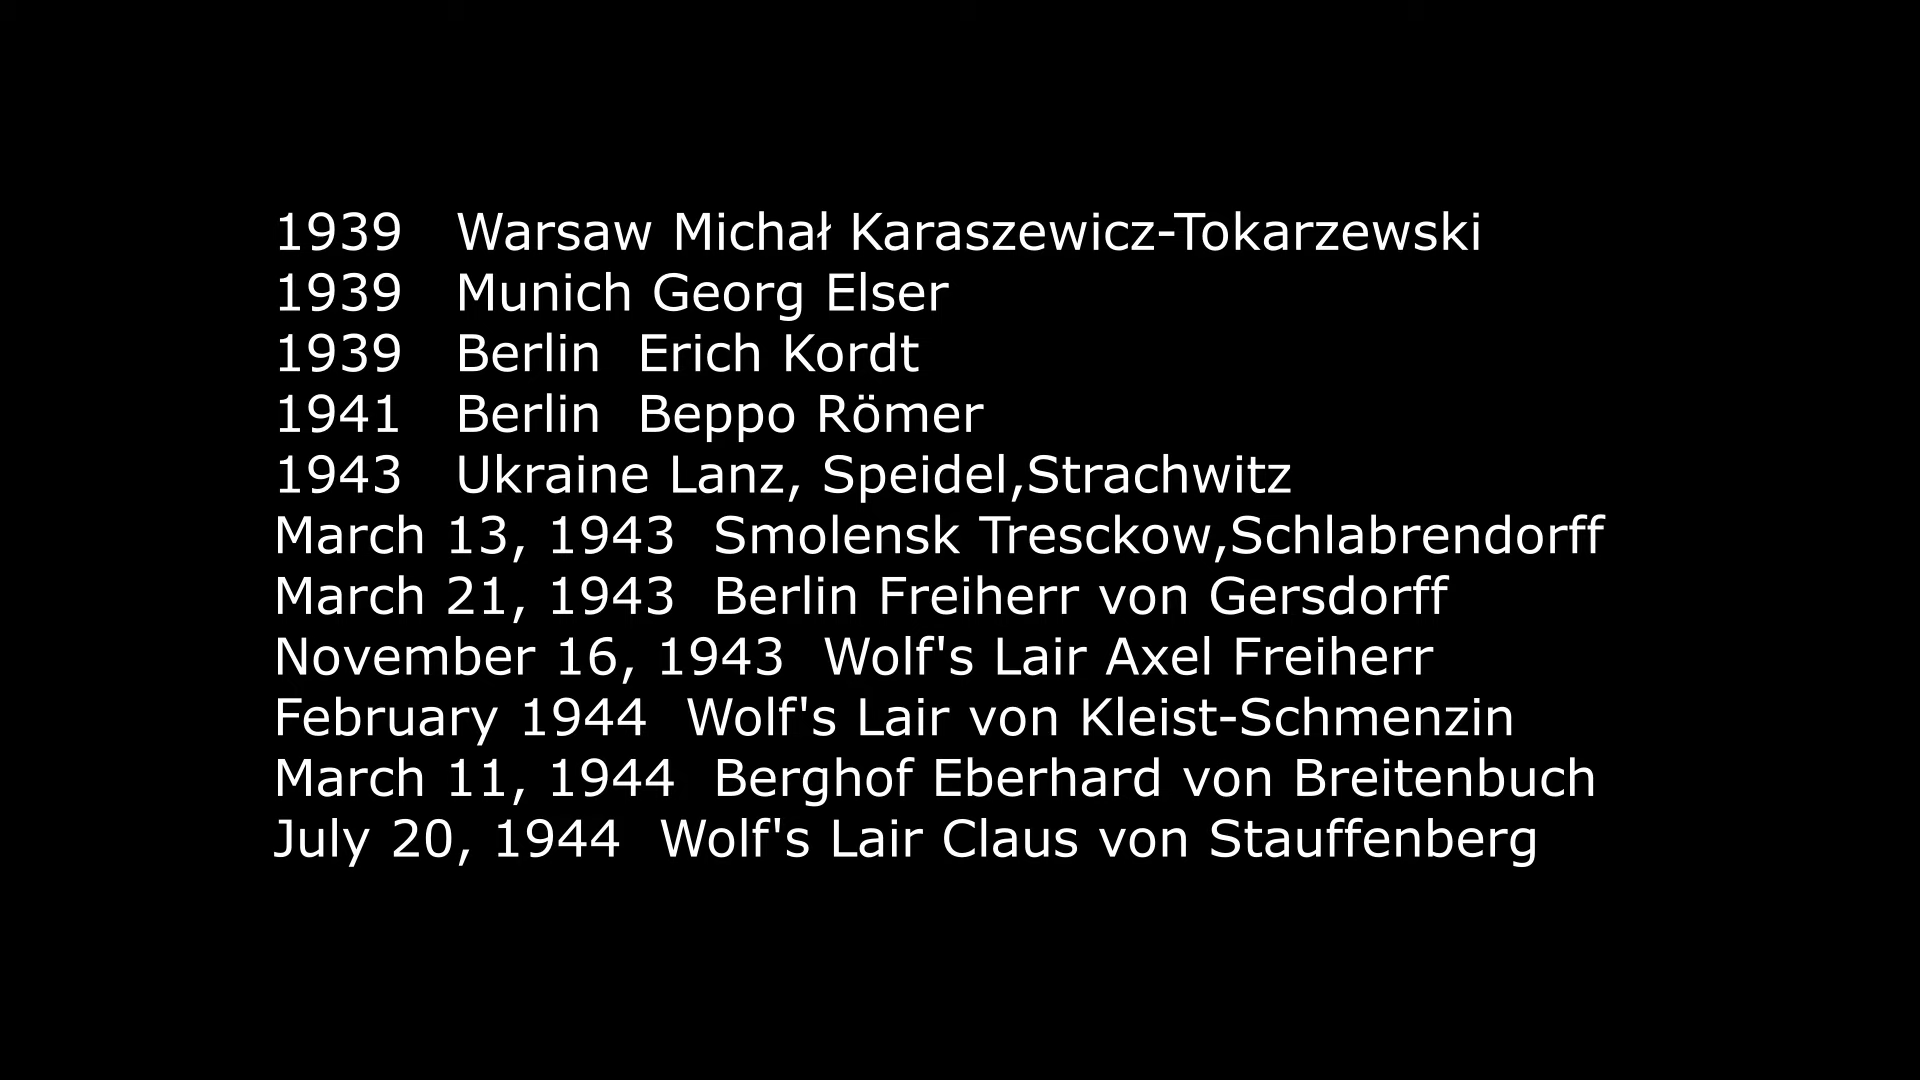 1939 Warsaw Michał Karaszewicz-Tokarzewski
1939 Munich Georg Elser
1939 Berlin Erich Kordt
1941 Berlin Beppo Römer
1943 Ukraine Lanz, Speidel,Strachwitz
March 13, 1943 Smolensk Tresckow,Schlabrendorff
March 21, 1943 Berlin Freiherr von Gersdorff
November 16, 1943 Wolf's Lair Axel Freiherr
February 1944 Wolf's Lair von Kleist-Schmenzin
March 11, 1944 Berghof Eberhard von Breitenbuch
July 20, 1944 Wolf's Lair Claus von Stauffenberg